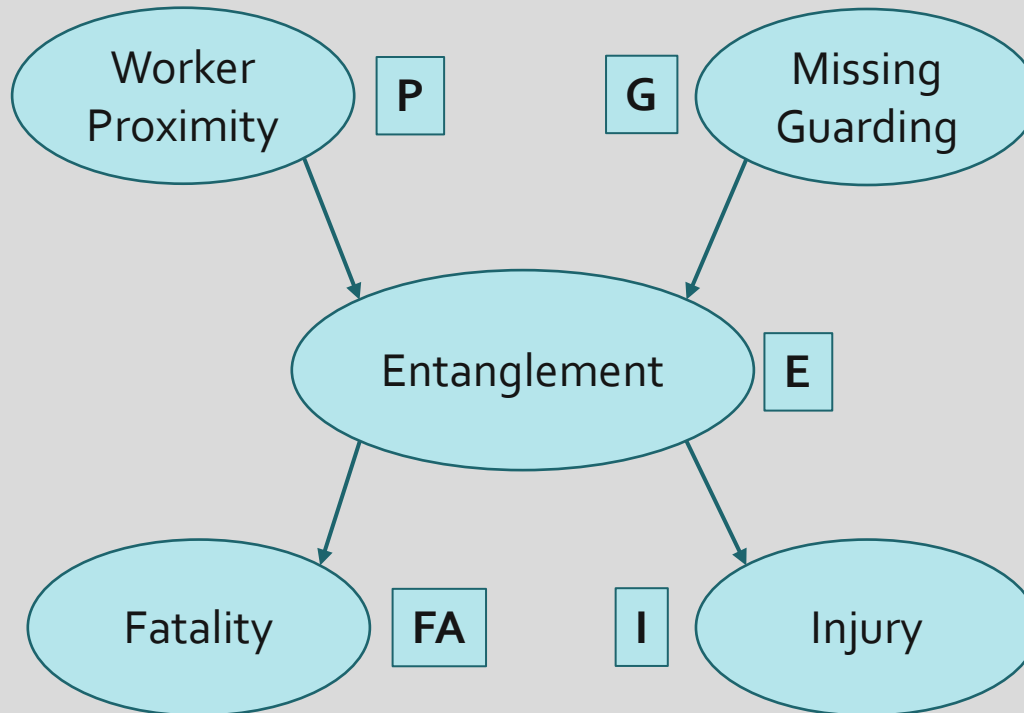 Worker
Proximity
P
G
Missing
Guarding
Entanglement
E
Fatality
FA
I
Injury